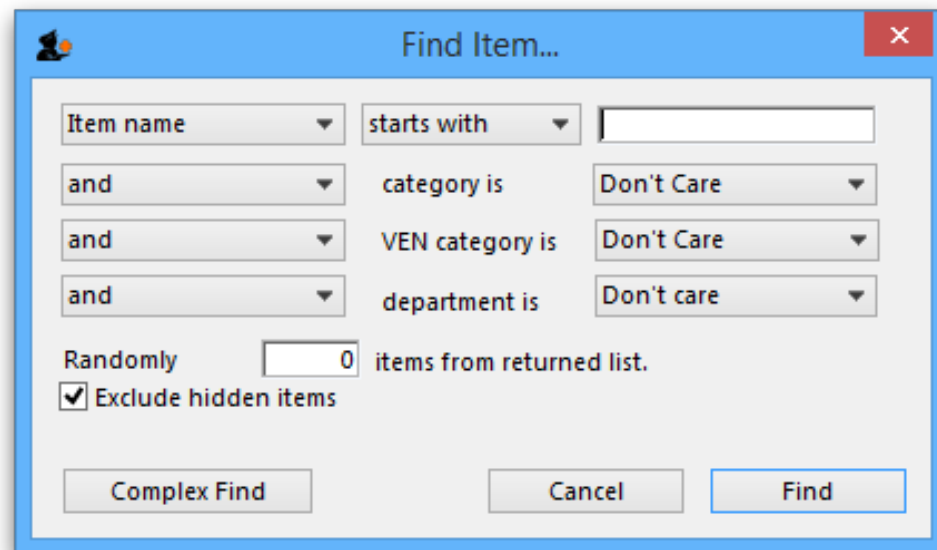 Find Item...
Item name starts with
and category is Don't Care
and VEN category is Don't Care
and department is Don't care
Randomly 0 items from returned list.
Exclude hidden items
Complex Find Cancel Find